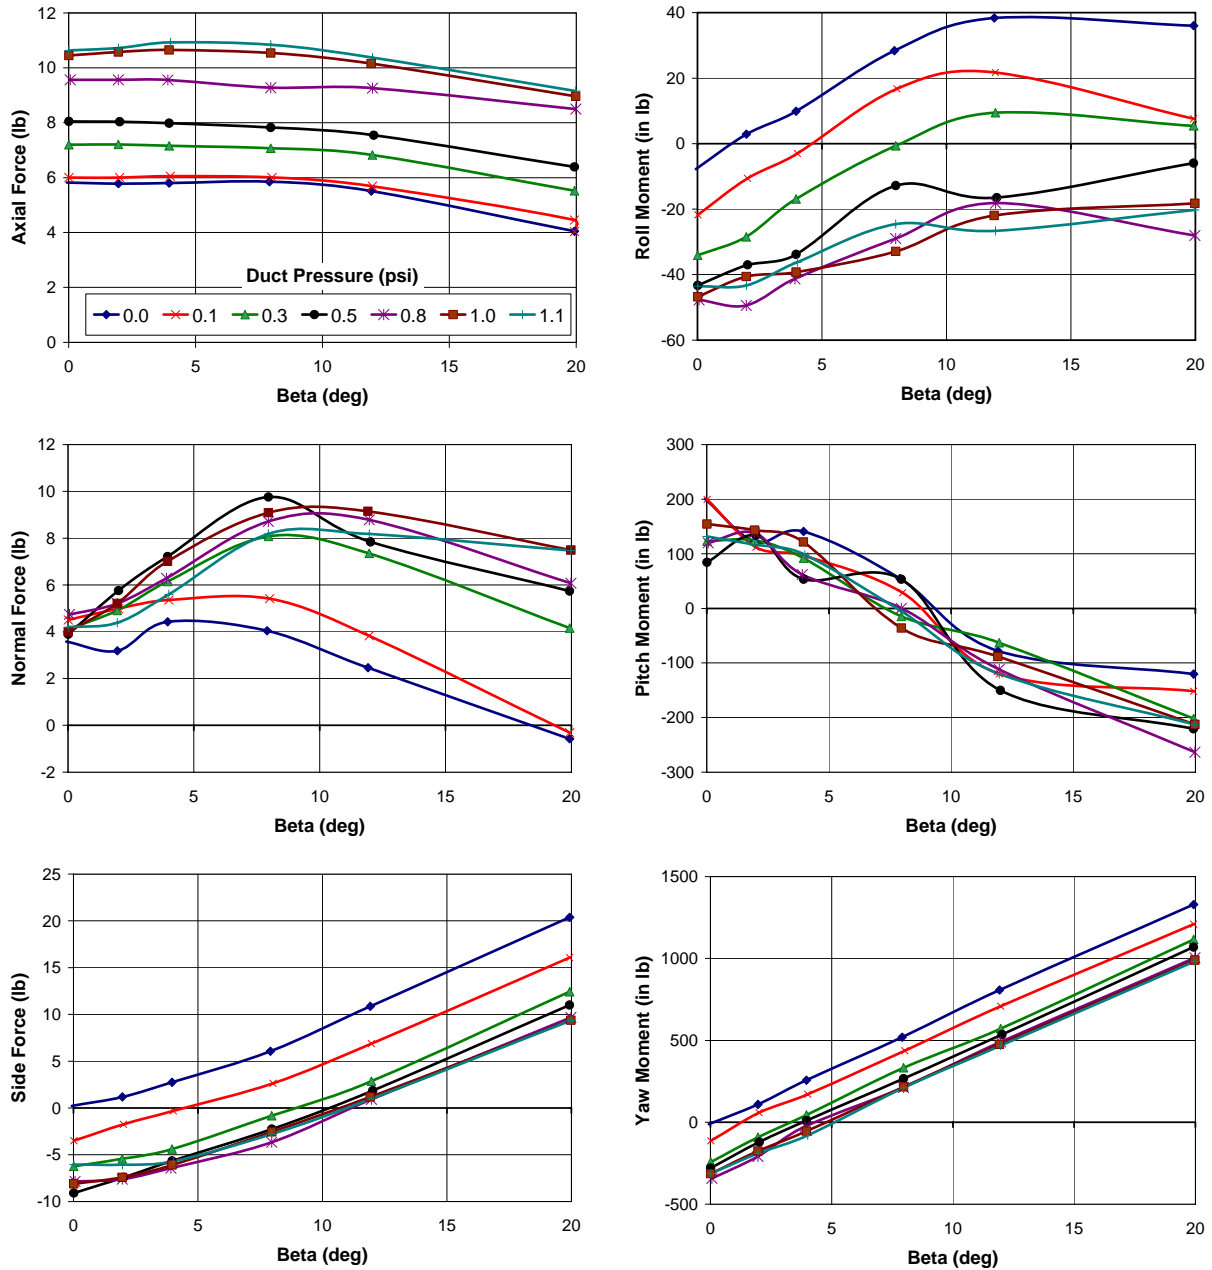 Axial Force (lb)
12
10
8
6
4
2
0
Duct Pressure (psi)
0.0 0.1 0.3 0.5 0.8 1.0 1.1
0 5 10 15 20
Beta (deg)
Roll Moment (in lb)
40
20
0
-20
-40
-60
0 5 10 15 20
Beta (deg)
Normal Force (lb)
12
10
8
6
4
2
0
-2
0 5 10 15 20
Beta (deg)
Pitch Moment (in lb)
300
200
100
0
-100
-200
-300
0 5 10 15 20
Beta (deg)
Side Force (lb)
25
20
15
10
5
0
-5
-10
0 5 10 15 20
Beta (deg)
Yaw Moment (in lb)
1500
1000
500
0
-500
0 5 10 15 20
Beta (deg)